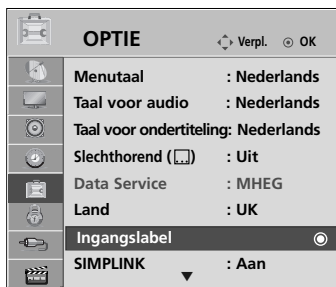 OPTIE Verpl. OK
Menutaal : Nederlands
Taal voor audio : Nederlands
Taal voor ondertiteling: Nederlands
Slechthorend ( ) : Uit
Data Service : MHEG
Land : UK
Ingangslabel
SIMPLINK : Aan